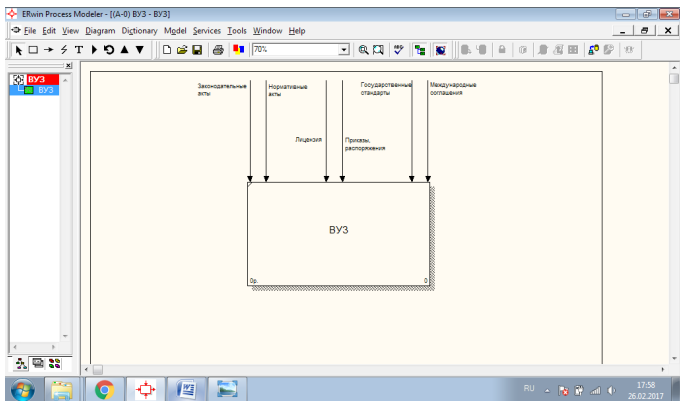 ERwin Process Modeler - [(A-0) ВУЗ - ВУЗ]
File Edit View Diagram Dictionary Model Services Tools Window Help
70%
ВУЗ
ВУЗ
Законодательные
акты
Нормативные
акты
Государственные
стандарты
Международные
соглашения
Лицензия
Приказы,
распоряжения
ВУЗ
0р.
0
RU
17:58
26.02.2017